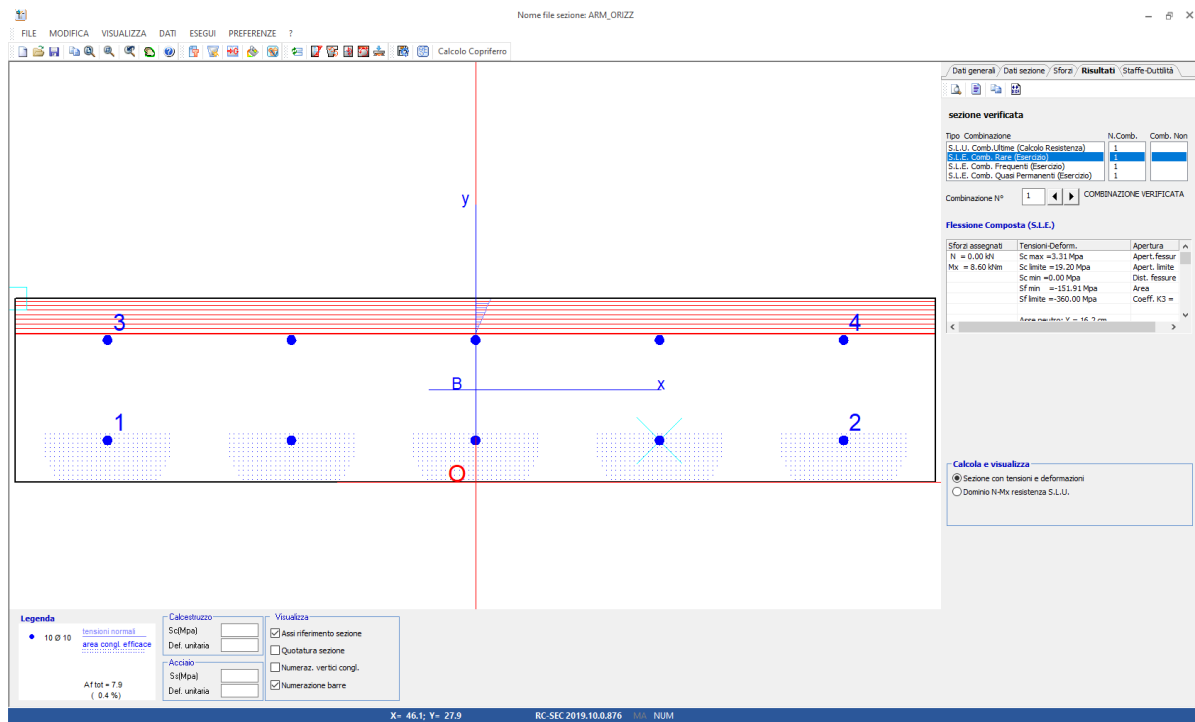 Nome file sezione: ARM_ORIZZ
FILE MODIFICA VISUALIZZA DATI ESEGUI PREFERENZE ?
Calcolo Copriferro
Dati generali Dati sezione Sforzi Risultati Staffe-Duttilità
sezione verificata
Tipo Combinazione N.Comb. Comb. Non
S.L.U. Comb.Ultime (Calcolo Resistenza) 1
S.L.E. Comb. Rare (Esercizio) 1
S.L.E. Comb. Frequenti (Esercizio) 1
S.L.E. Comb. Quasi Permanenti (Esercizio) 1
Combinazione N° 1 COMBINAZIONE VERIFICATA
Flessione Composta (S.L.E.)
Sforzi assegnati Tensioni-Deform. Apertura
N = 0.00 kN Sc max =3.31 Mpa Apert.fessur
Mx = 8.60 kNm Sc limite =19.20 Mpa Apert. limite
Sc min =0.00 Mpa Dist. fessure
Sf min =-151.91 Mpa Area
Sf limite =-360.00 Mpa Coeff. K3 =
Asse neutro: Y = 16.2 cm
y
3 4
B x
1 2
O
Calcola e visualizza
Sezione con tensioni e deformazioni
Dominio N-Mx resistenza S.L.U.
Legenda
10 Ø 10 tensioni normali
area congl. efficace
Af tot = 7.9
( 0.4 %)
Calcestruzzo
Sc(Mpa)
Def. unitaria
Acciaio
Ss(Mpa)
Def. unitaria
Visualizza
Assi riferimento sezione
Quotatura sezione
Numeraz. vertici congl.
Numerazione barre
X= 46.1; Y= 27.9 RC-SEC 2019.10.0.876 MA NUM